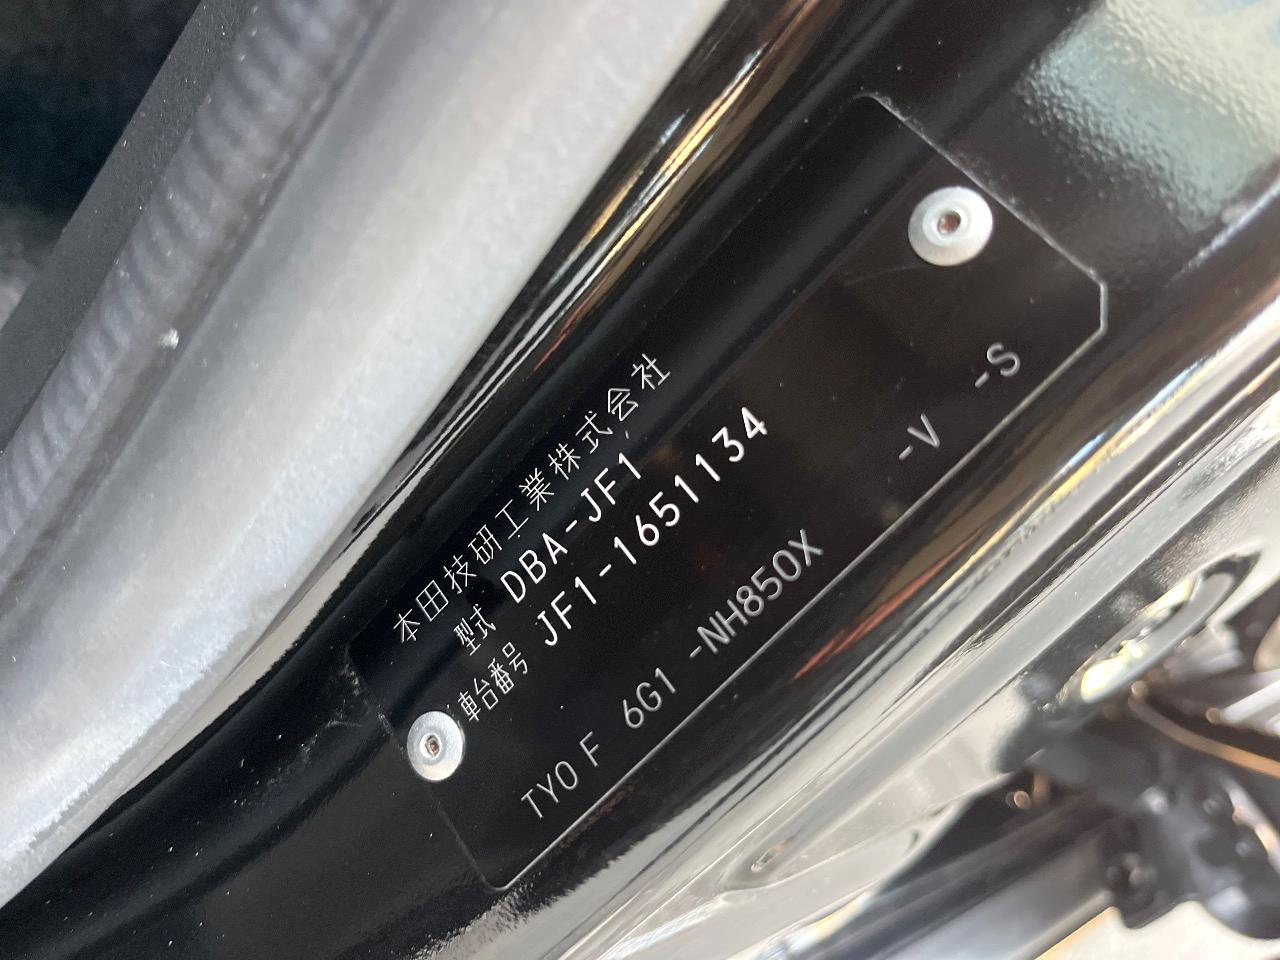 本田技研工業株式会社
型式 DBA-JF1
車台番号 JF1-1651134
TYO F 6G1 -NH850X -V -S